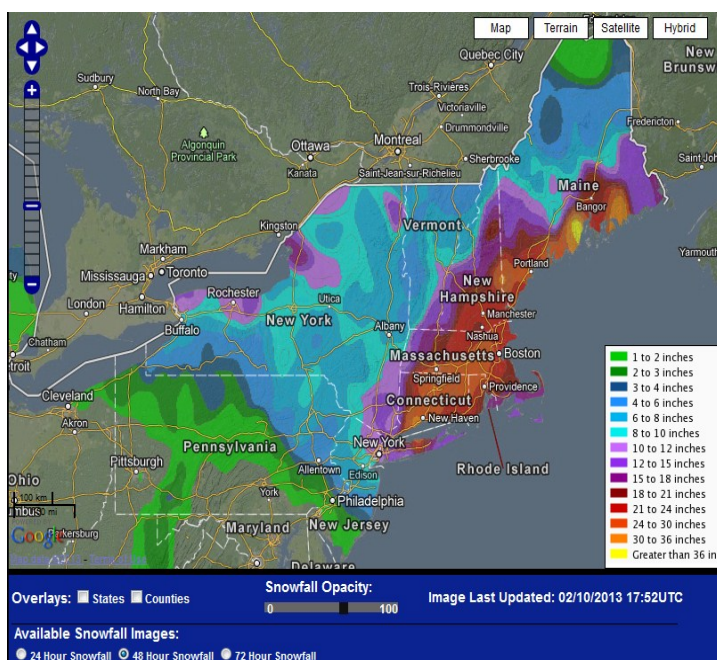 Map Terrain Satellite Hybrid
Quebec City
New
Brunsw
Sudbury
North Bay
Trois-Rivières
Victoriaville
Drummondville
Fredericton
Algonquin
Provincial Park
Ottawa
Montreal
Kanata
Saint-Jean-sur-Richelieu
Sherbrooke
Saint Joh
Maine
Bangor
Kingston
Vermont
Markham
Mississauga
Toronto
Portland
Yarmouth
London
Hamilton
Rochester
Utica
New
Hampshire
New York
Manchester
Nashua
Chatham
Buffalo
Albany
etroit
Massachusetts
Boston
Springfield
Providence
Cleveland
Connecticut
New Haven
Akron
Pennsylvania
New York
Rhode Island
Pittsburgh
Allentown
Edison
Ohio
100 km
mi
mbus
York
Philadelphia
New Jersey
Google
Parkersburg
Maryland
Delaware
1 to 2 inches
2 to 3 inches
3 to 4 inches
4 to 6 inches
6 to 8 inches
8 to 10 inches
10 to 12 inches
12 to 15 inches
15 to 18 inches
18 to 21 inches
21 to 24 inches
24 to 30 inches
30 to 36 inches
Greater than 36 in
Overlays: States Counties
Snowfall Opacity:
0 100
Image Last Updated: 02/10/2013 17:52UTC
Available Snowfall Images:
24 Hour Snowfall 48 Hour Snowfall 72 Hour Snowfall